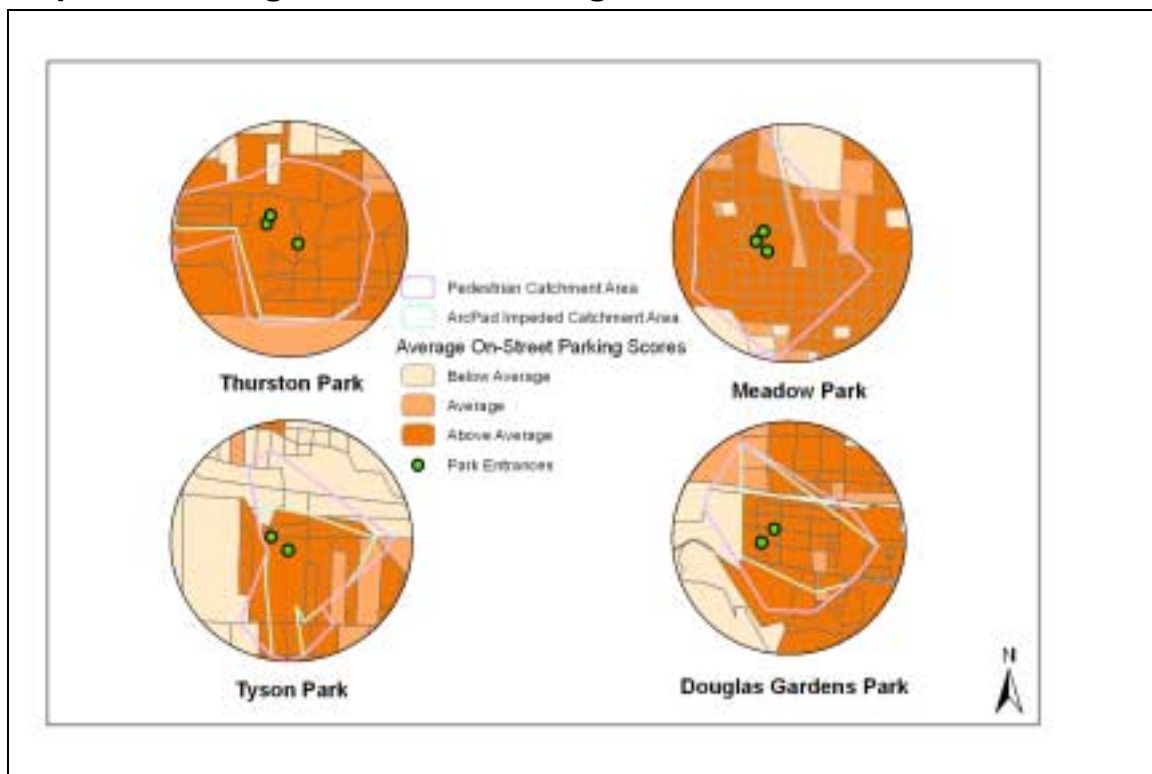 Thurston Park
Meadow Park
Pedestrian Catchment Area
ArcPad Impeded Catchment Area
Average On-Street Parking Scores
Below Average
Average
Above Average
Park Entrances
Tyson Park
Douglas Gardens Park
N